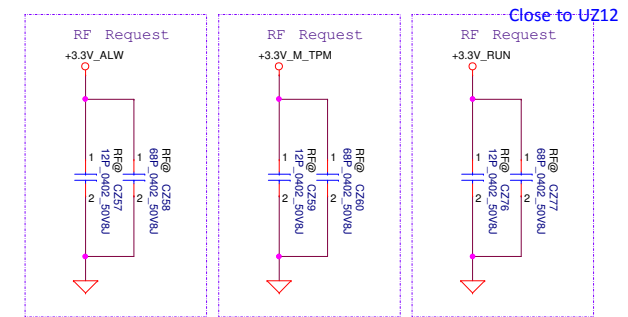 Close to UZ12
RF Request
+3.3V_ALW
1
2
RF@ CZ57
12P_0402_50V8J
1
2
RF@ CZ58
68P_0402_50V8J
RF Request
+3.3V_M_TPM
1
2
RF@ CZ59
12P_0402_50V8J
1
2
RF@ CZ60
68P_0402_50V8J
RF Request
+3.3V_RUN
1
2
RF@ CZ76
12P_0402_50V8J
1
2
RF@ CZ77
68P_0402_50V8J